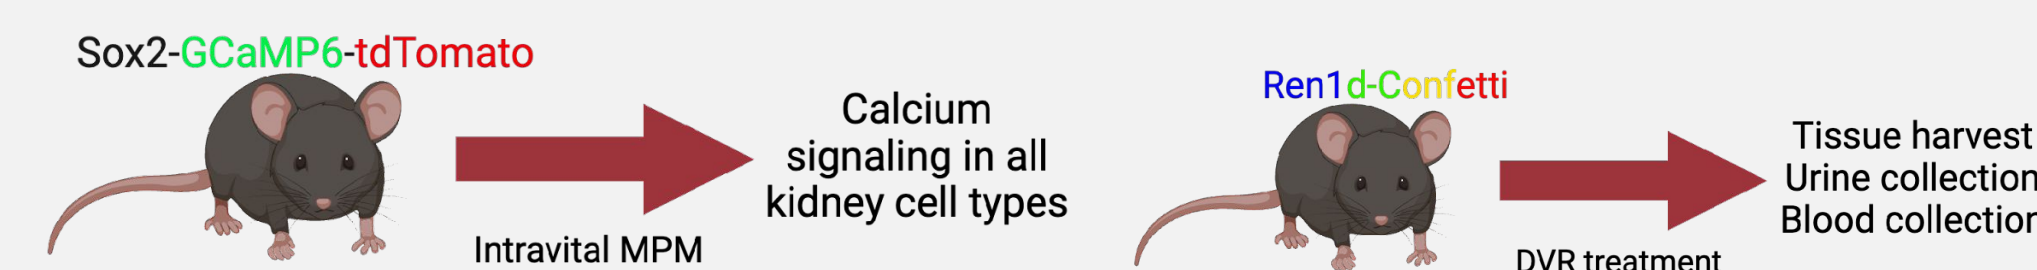 Sox2-GCaMP6-tdTomato
Calcium
signaling in all
kidney cell types
Intravital MPM
Ren1d-Confetti
Tissue harvest
Urine collection
Blood collection
DVR treatment